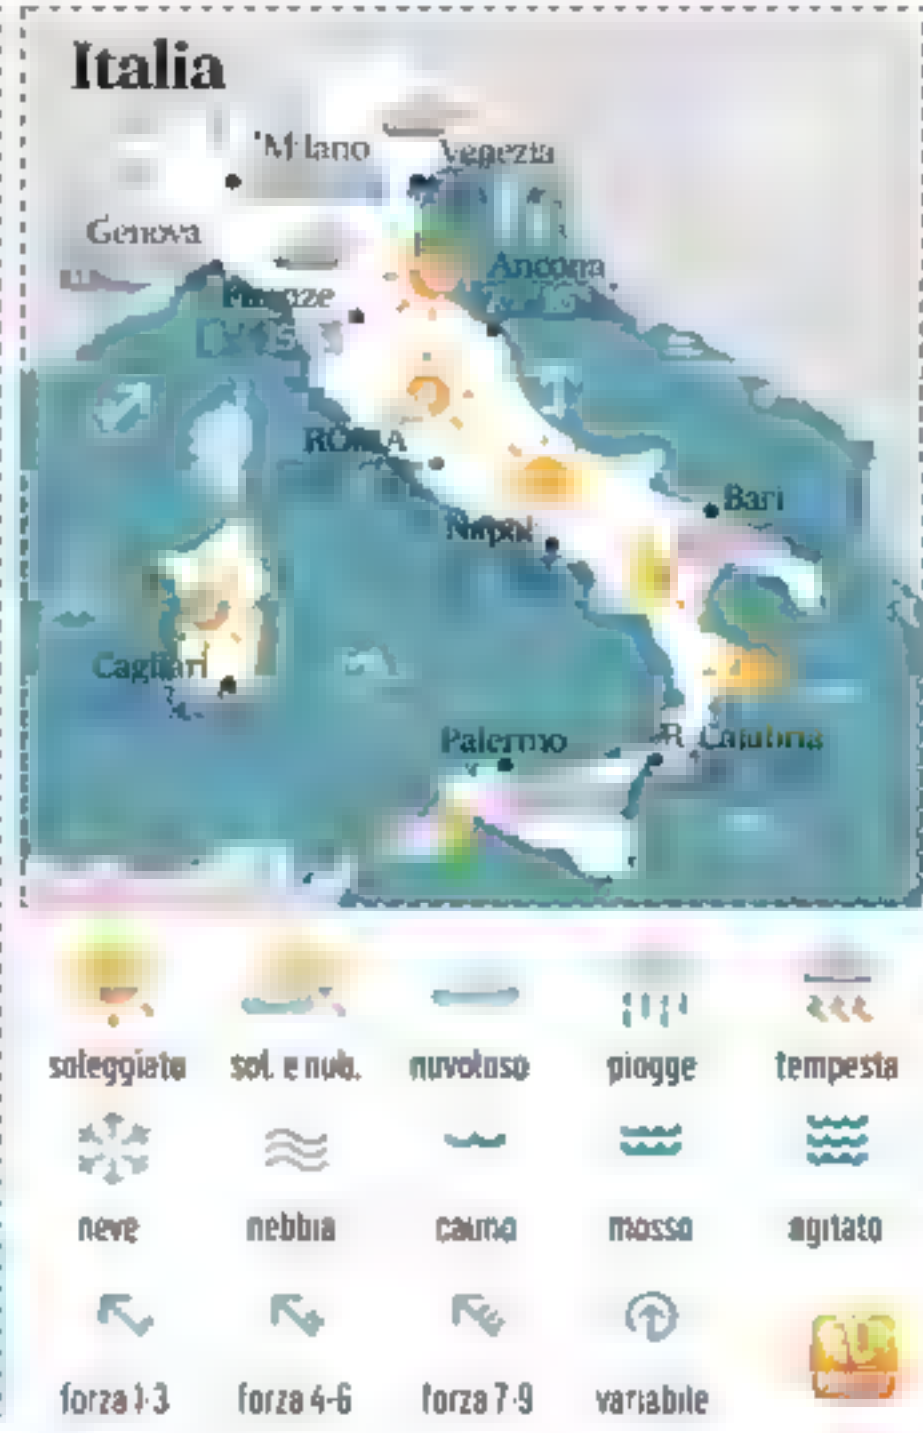 Italia
Milano
Venezia
Genova
Ancona
Firenze
ROMA
Bari
Napoli
Cagliari
Palermo
R. Calabria
soleggiato
sol. e nub.
nuvoloso
piogge
tempesta
neve
nebbia
calmo
mosso
agitato
forza 1-3
forza 4-6
forza 7-9
variabile